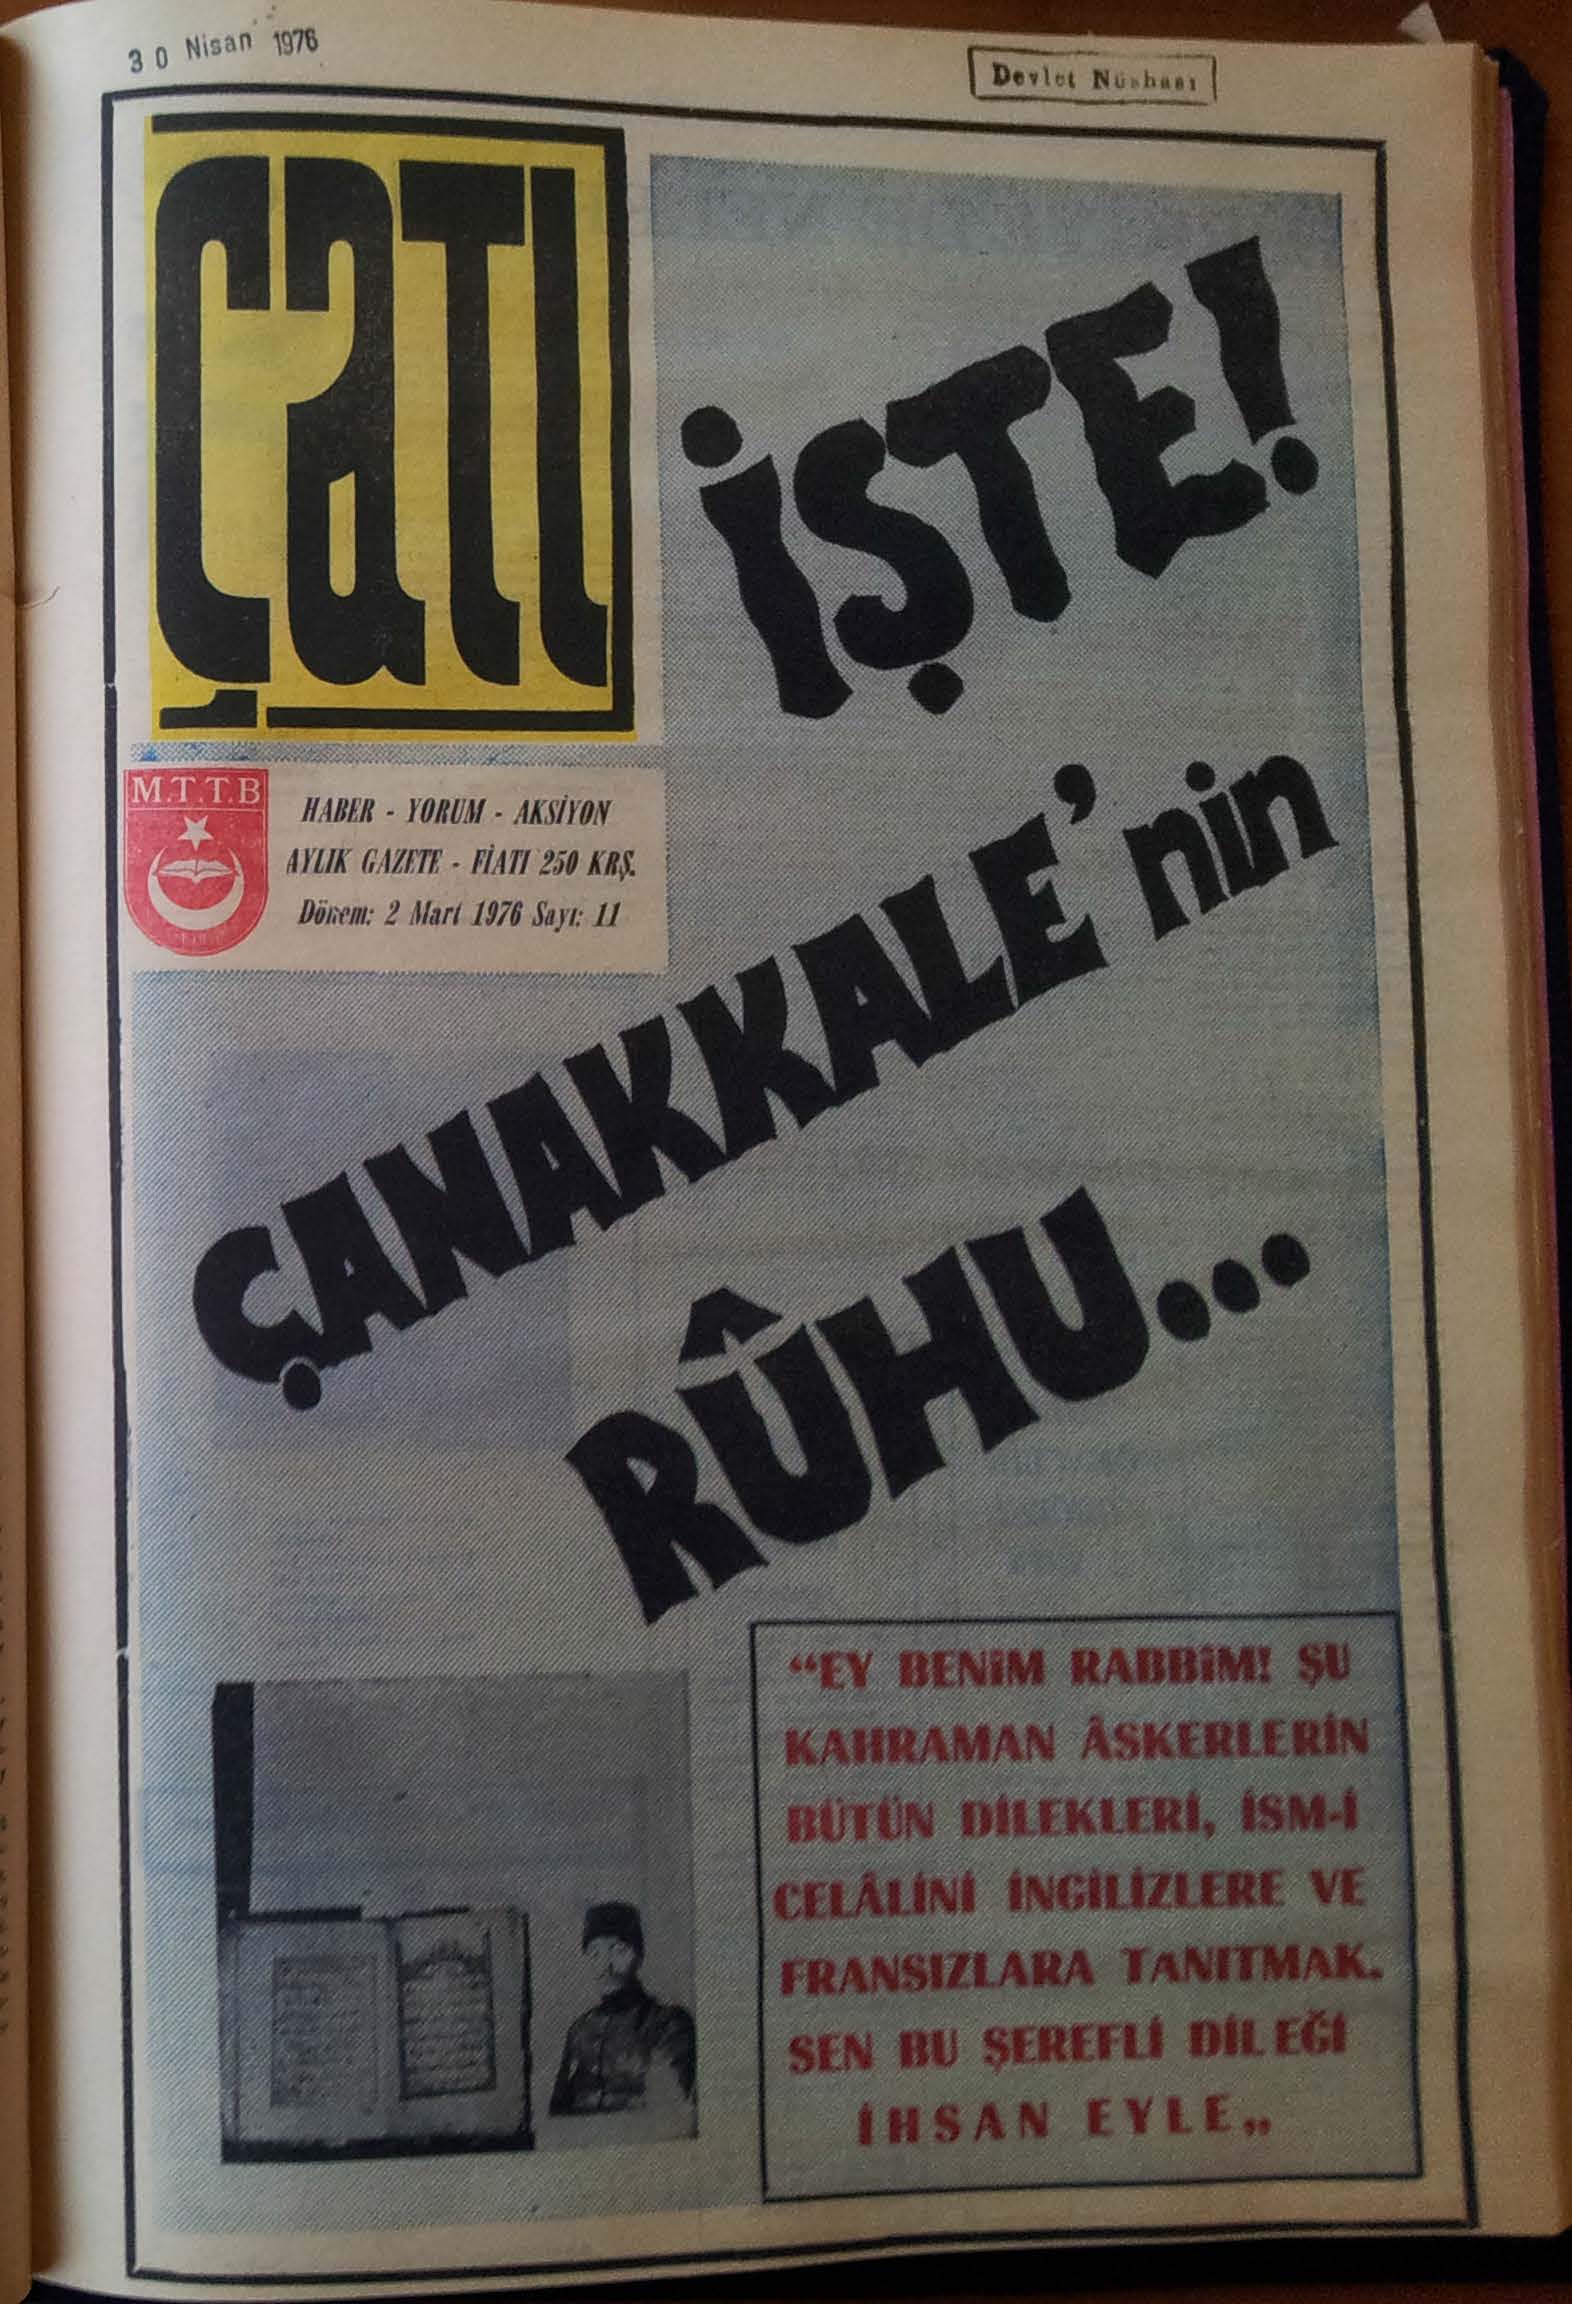 30 Nisan 1976
Devlet Nüshası
çatı
İŞTE!
M.T.T.B
HABER - YORUM - AKSİYON
AYLIK GAZETE - FİATI 250 KRŞ.
Dönem: 2 Mart 1976 Sayı: 11
ÇANAKKALE'nin
RÛHU...
“EY BENİM RABBİM! ŞU
KAHRAMAN ÂSKERLERİN
BÜTÜN DİLEKLERİ, İSM-İ
CELÂLİNİ İNGİLİZLERE VE
FRANSIZLARA TANITMAK.
SEN BU ŞEREFLİ DİLEĞİ
İHSAN EYLE„